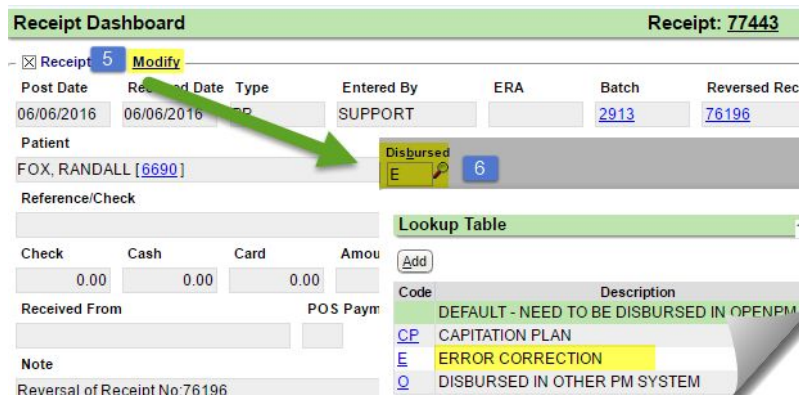 Receipt Dashboard Receipt: 77443
Receipt 5 Modify
Post Date Date Type Entered By ERA Batch Reversed Rec
06/06/2016 06/06/2016 SUPPORT 2913 76196
Patient
FOX, RANDALL [6690]
Disbursed
E 6
Reference/Check
Lookup Table
Check Cash Card Amou
Add
0.00 0.00 0.00
Code Description
Received From POS Paym
DEFAULT - NEED TO BE DISBURSED IN OPENPM
CP CAPITATION PLAN
E ERROR CORRECTION
Note
O DISBURSED IN OTHER PM SYSTEM
Reversal of Receipt No:76196